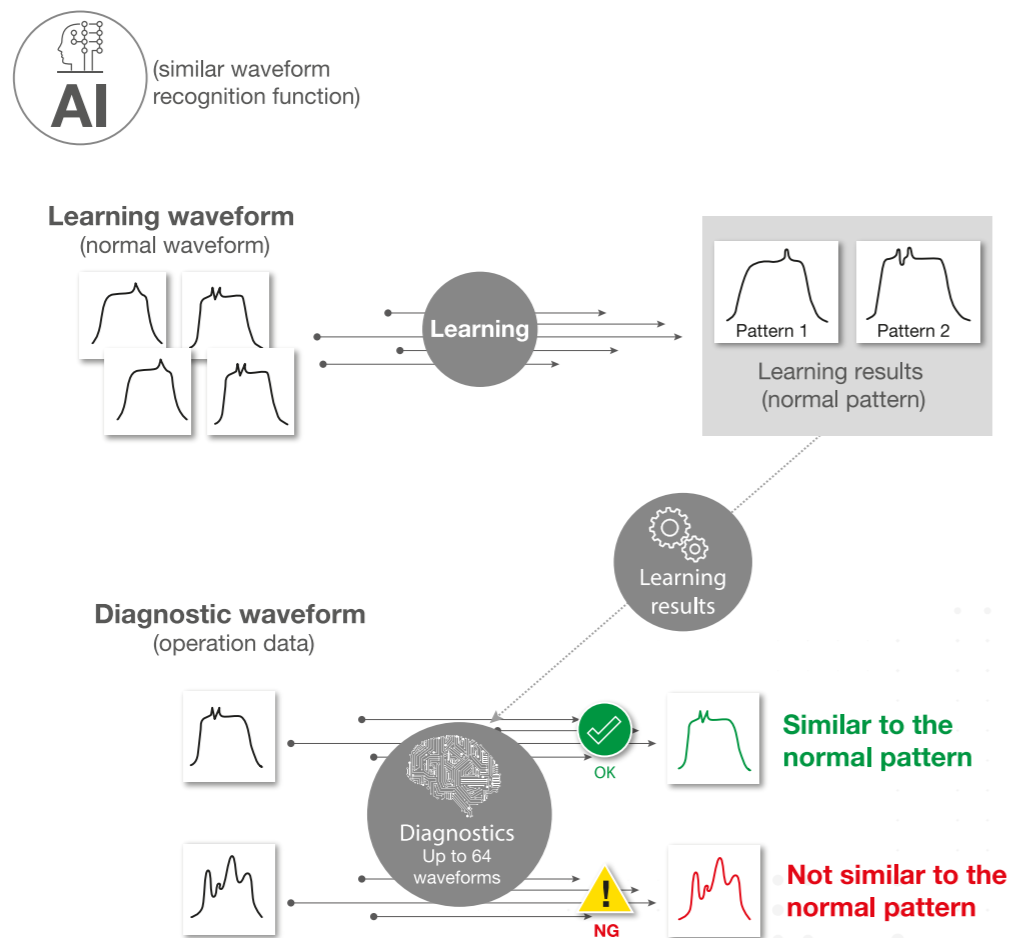 AI
(similar waveform
recognition function)
Learning waveform
(normal waveform)
Learning
Pattern 1
Pattern 2
Learning results
(normal pattern)
Learning
results
Diagnostic waveform
(operation data)
Diagnostics
Up to 64
waveforms
OK
Similar to the
normal pattern
!
NG
Not similar to the
normal pattern